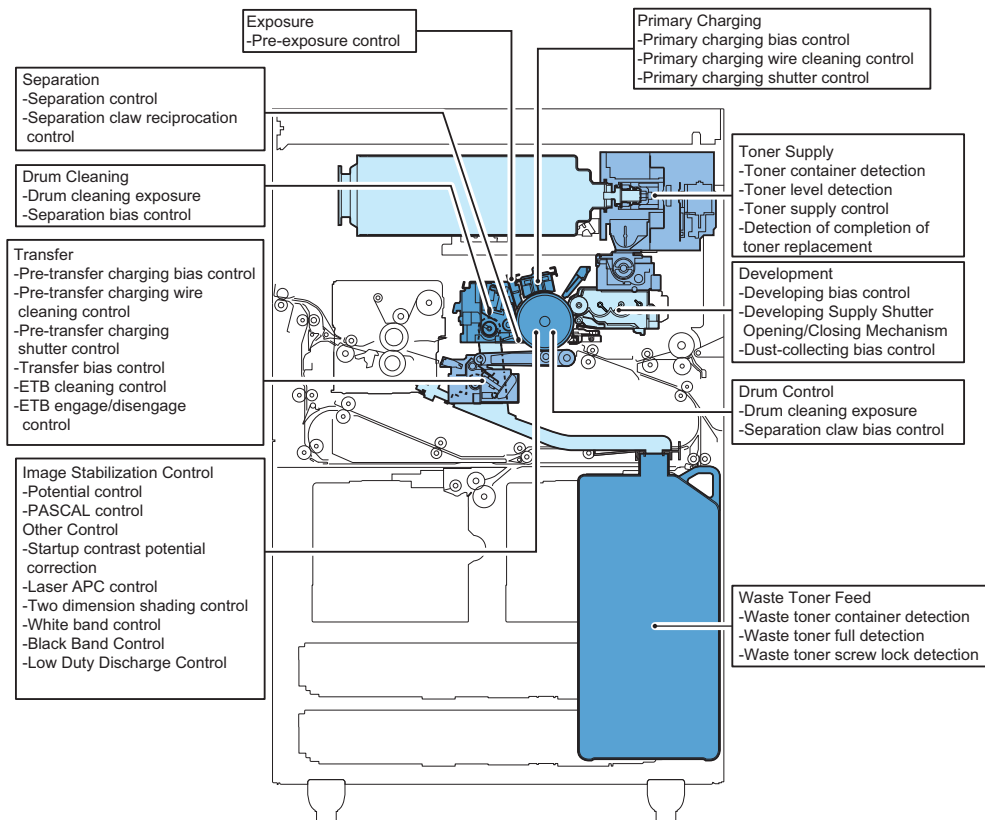 Exposure
-Pre-exposure control
Primary Charging
-Primary charging bias control
-Primary charging wire cleaning control
-Primary charging shutter control
Separation
-Separation control
-Separation claw reciprocation
control
Drum Cleaning
-Drum cleaning exposure
-Separation bias control
Transfer
-Pre-transfer charging bias control
-Pre-transfer charging wire
cleaning control
-Pre-transfer charging
shutter control
-Transfer bias control
-ETB cleaning control
-ETB engage/disengage
control
Image Stabilization Control
-Potential control
-PASCAL control
Other Control
-Startup contrast potential
correction
-Laser APC control
-Two dimension shading control
-White band control
-Black Band Control
-Low Duty Discharge Control
Toner Supply
-Toner container detection
-Toner level detection
-Toner supply control
-Detection of completion of
toner replacement
Development
-Developing bias control
-Developing Supply Shutter
Opening/Closing Mechanism
-Dust-collecting bias control
Drum Control
-Drum cleaning exposure
-Separation claw bias control
Waste Toner Feed
-Waste toner container detection
-Waste toner full detection
-Waste toner screw lock detection